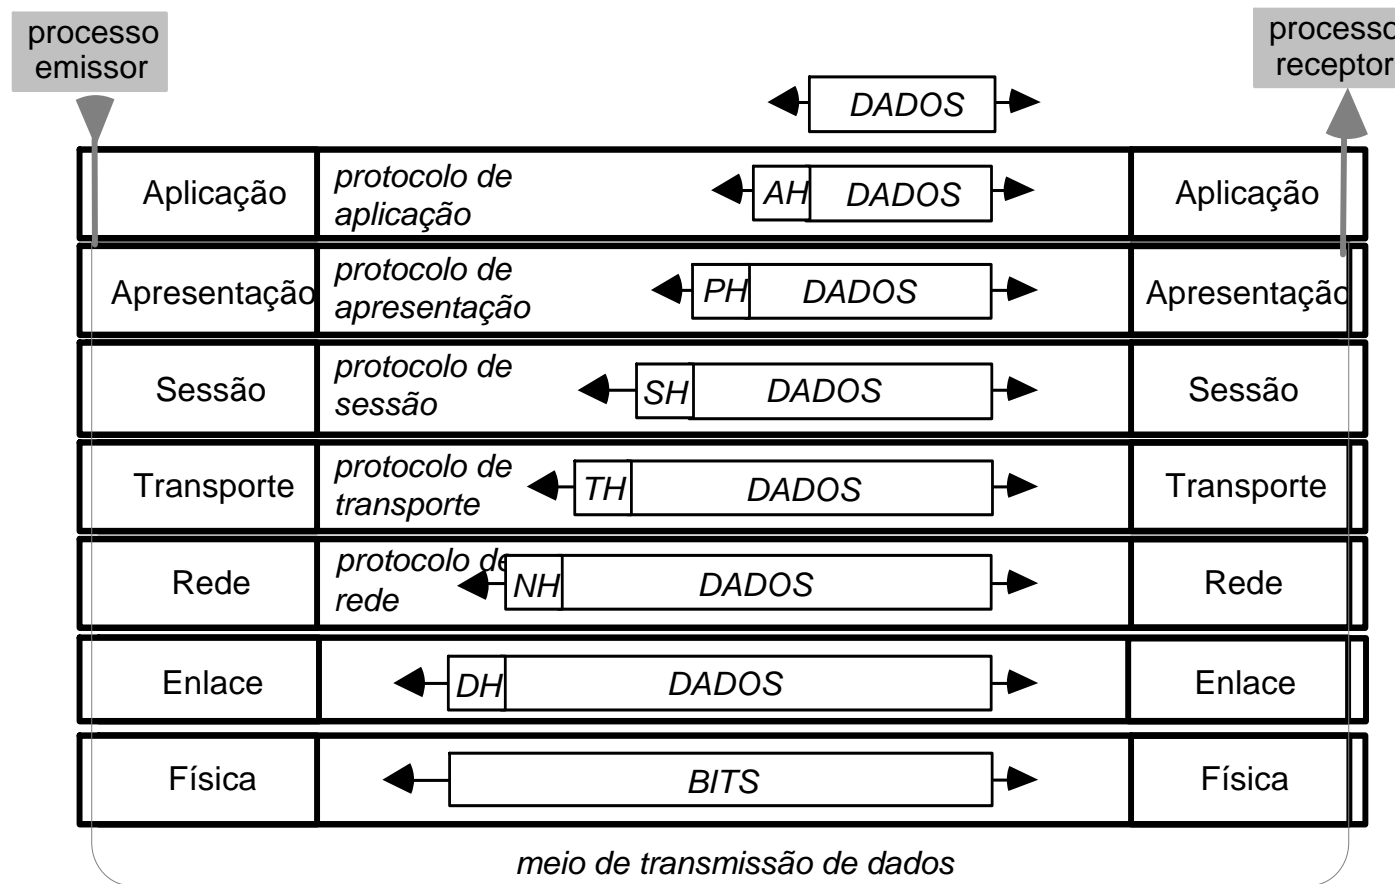 processo
emissor
processo
receptor
DADOS
Aplicação
protocolo de
aplicação
AH
DADOS
Aplicação
Apresentação
protocolo de
apresentação
PH
DADOS
Apresentação
Sessão
protocolo de
sessão
SH
DADOS
Sessão
Transporte
protocolo de
transporte
TH
DADOS
Transporte
Rede
protocolo de
rede
NH
DADOS
Rede
Enlace
DH
DADOS
Enlace
Física
BITS
Física
meio de transmissão de dados